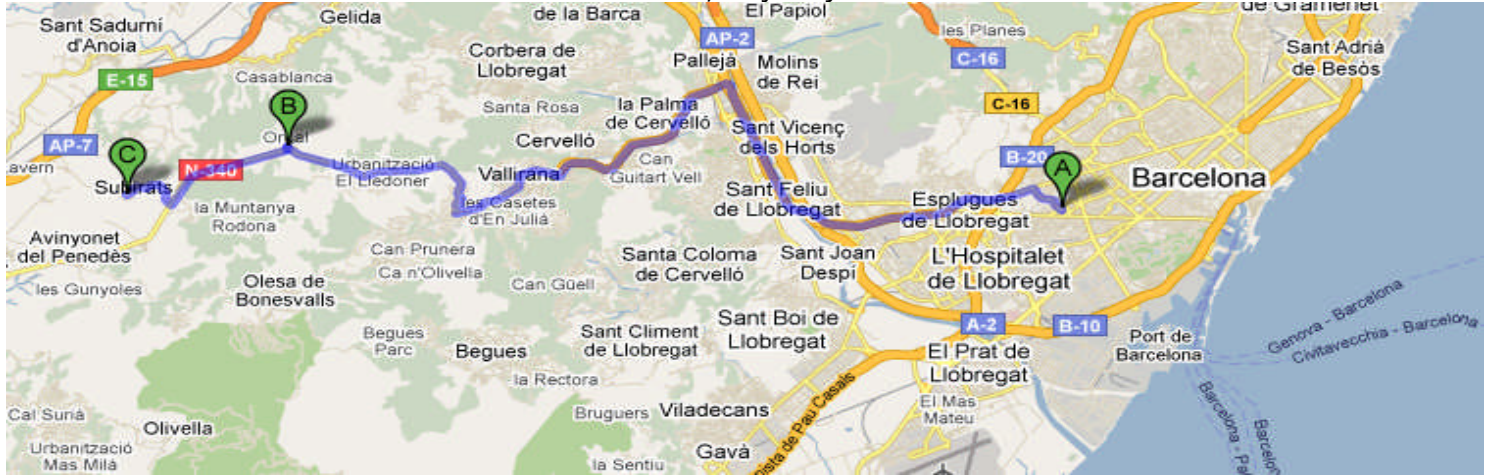 Sant Sadurní
d'Anoia
Gelida
de la Barca
El Papiol
AP-2
les Planes
de Gramenet
Sant Adrià
de Besòs
Corbera de
Llobregat
Pallejà
Molins
de Rei
C-16
E-15
Casablanca
B
Santa Rosa
la Palma
de Cervelló
C-16
AP-7
Cervelló
Sant Vicenç
dels Horts
B-20
C
N-340
Urbanització
El Lledoner
Vallirana
Can
Guitart Vell
A
Barcelona
Subirats
la Muntanya
Rodona
les Casetes
d'En Julià
Sant Feliu
de Llobregat
Esplugues
de Llobregat
Avinyonet
del Penedès
Can Prunera
Ca n'Olivella
Santa Coloma
de Cervelló
Sant Joan
Despí
L'Hospitalet
de Llobregat
les Gunyoles
Olesa de
Bonesvalls
Can Güell
Begues
Parc
Begues
Sant Climent
de Llobregat
Sant Boi de
Llobregat
A-2
B-10
Port de
Barcelona
Genova - Barcelona
Civitavecchia - Barcelona
El Prat de
Llobregat
la Rectora
Cal Surià
Olivella
Bruguers
Viladecans
El Mas
Mateu
Urbanització
Mas Milà
la Sentiu
Gavà